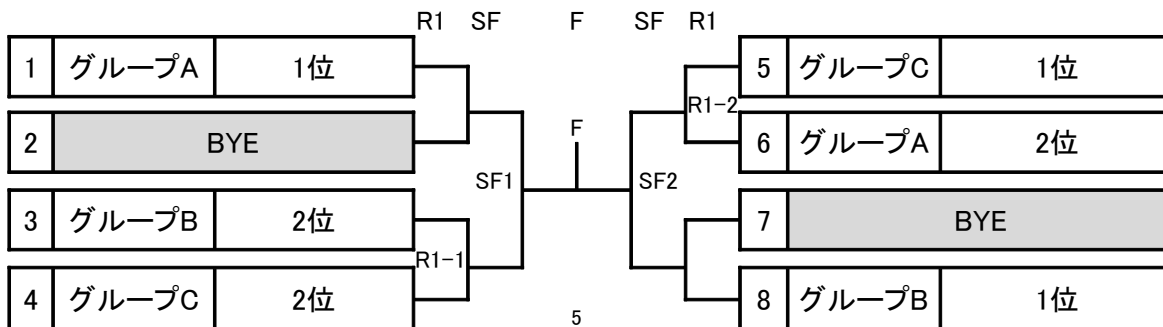 R1 SF F SF R1
1 グループA 1位
2 BYE
3 グループB 2位
4 グループC 2位
R1-1
SF1
F
SF2
R1-2
5 グループC 1位
6 グループA 2位
7 BYE
8 グループB 1位
5